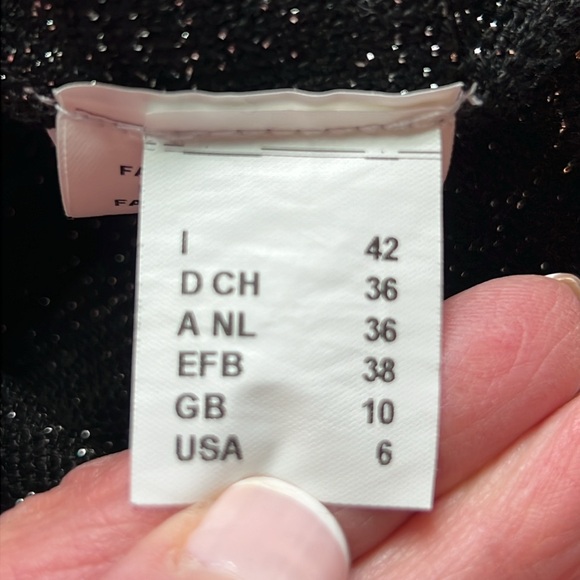 I 42
D CH 36
A NL 36
EFB 38
GB 10
USA 6